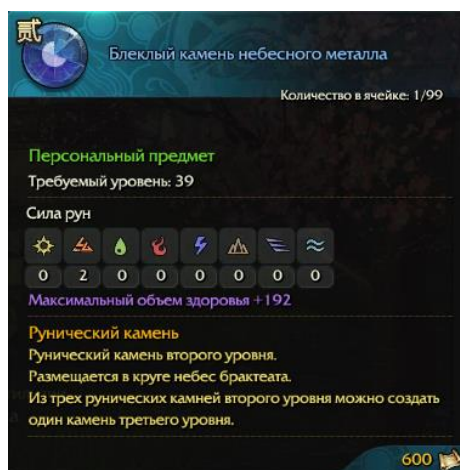 贰
Блеклый камень небесного металла
Количество в ячейке: 1/99
Персональный предмет
Требуемый уровень: 39
Сила рун
0 2 0 0 0 0 0 0
Максимальный объем здоровья +192
Рунический камень
Рунический камень второго уровня.
Размещается в круге небес брактеата.
Из трех рунических камней второго уровня можно создать
один камень третьего уровня.
600